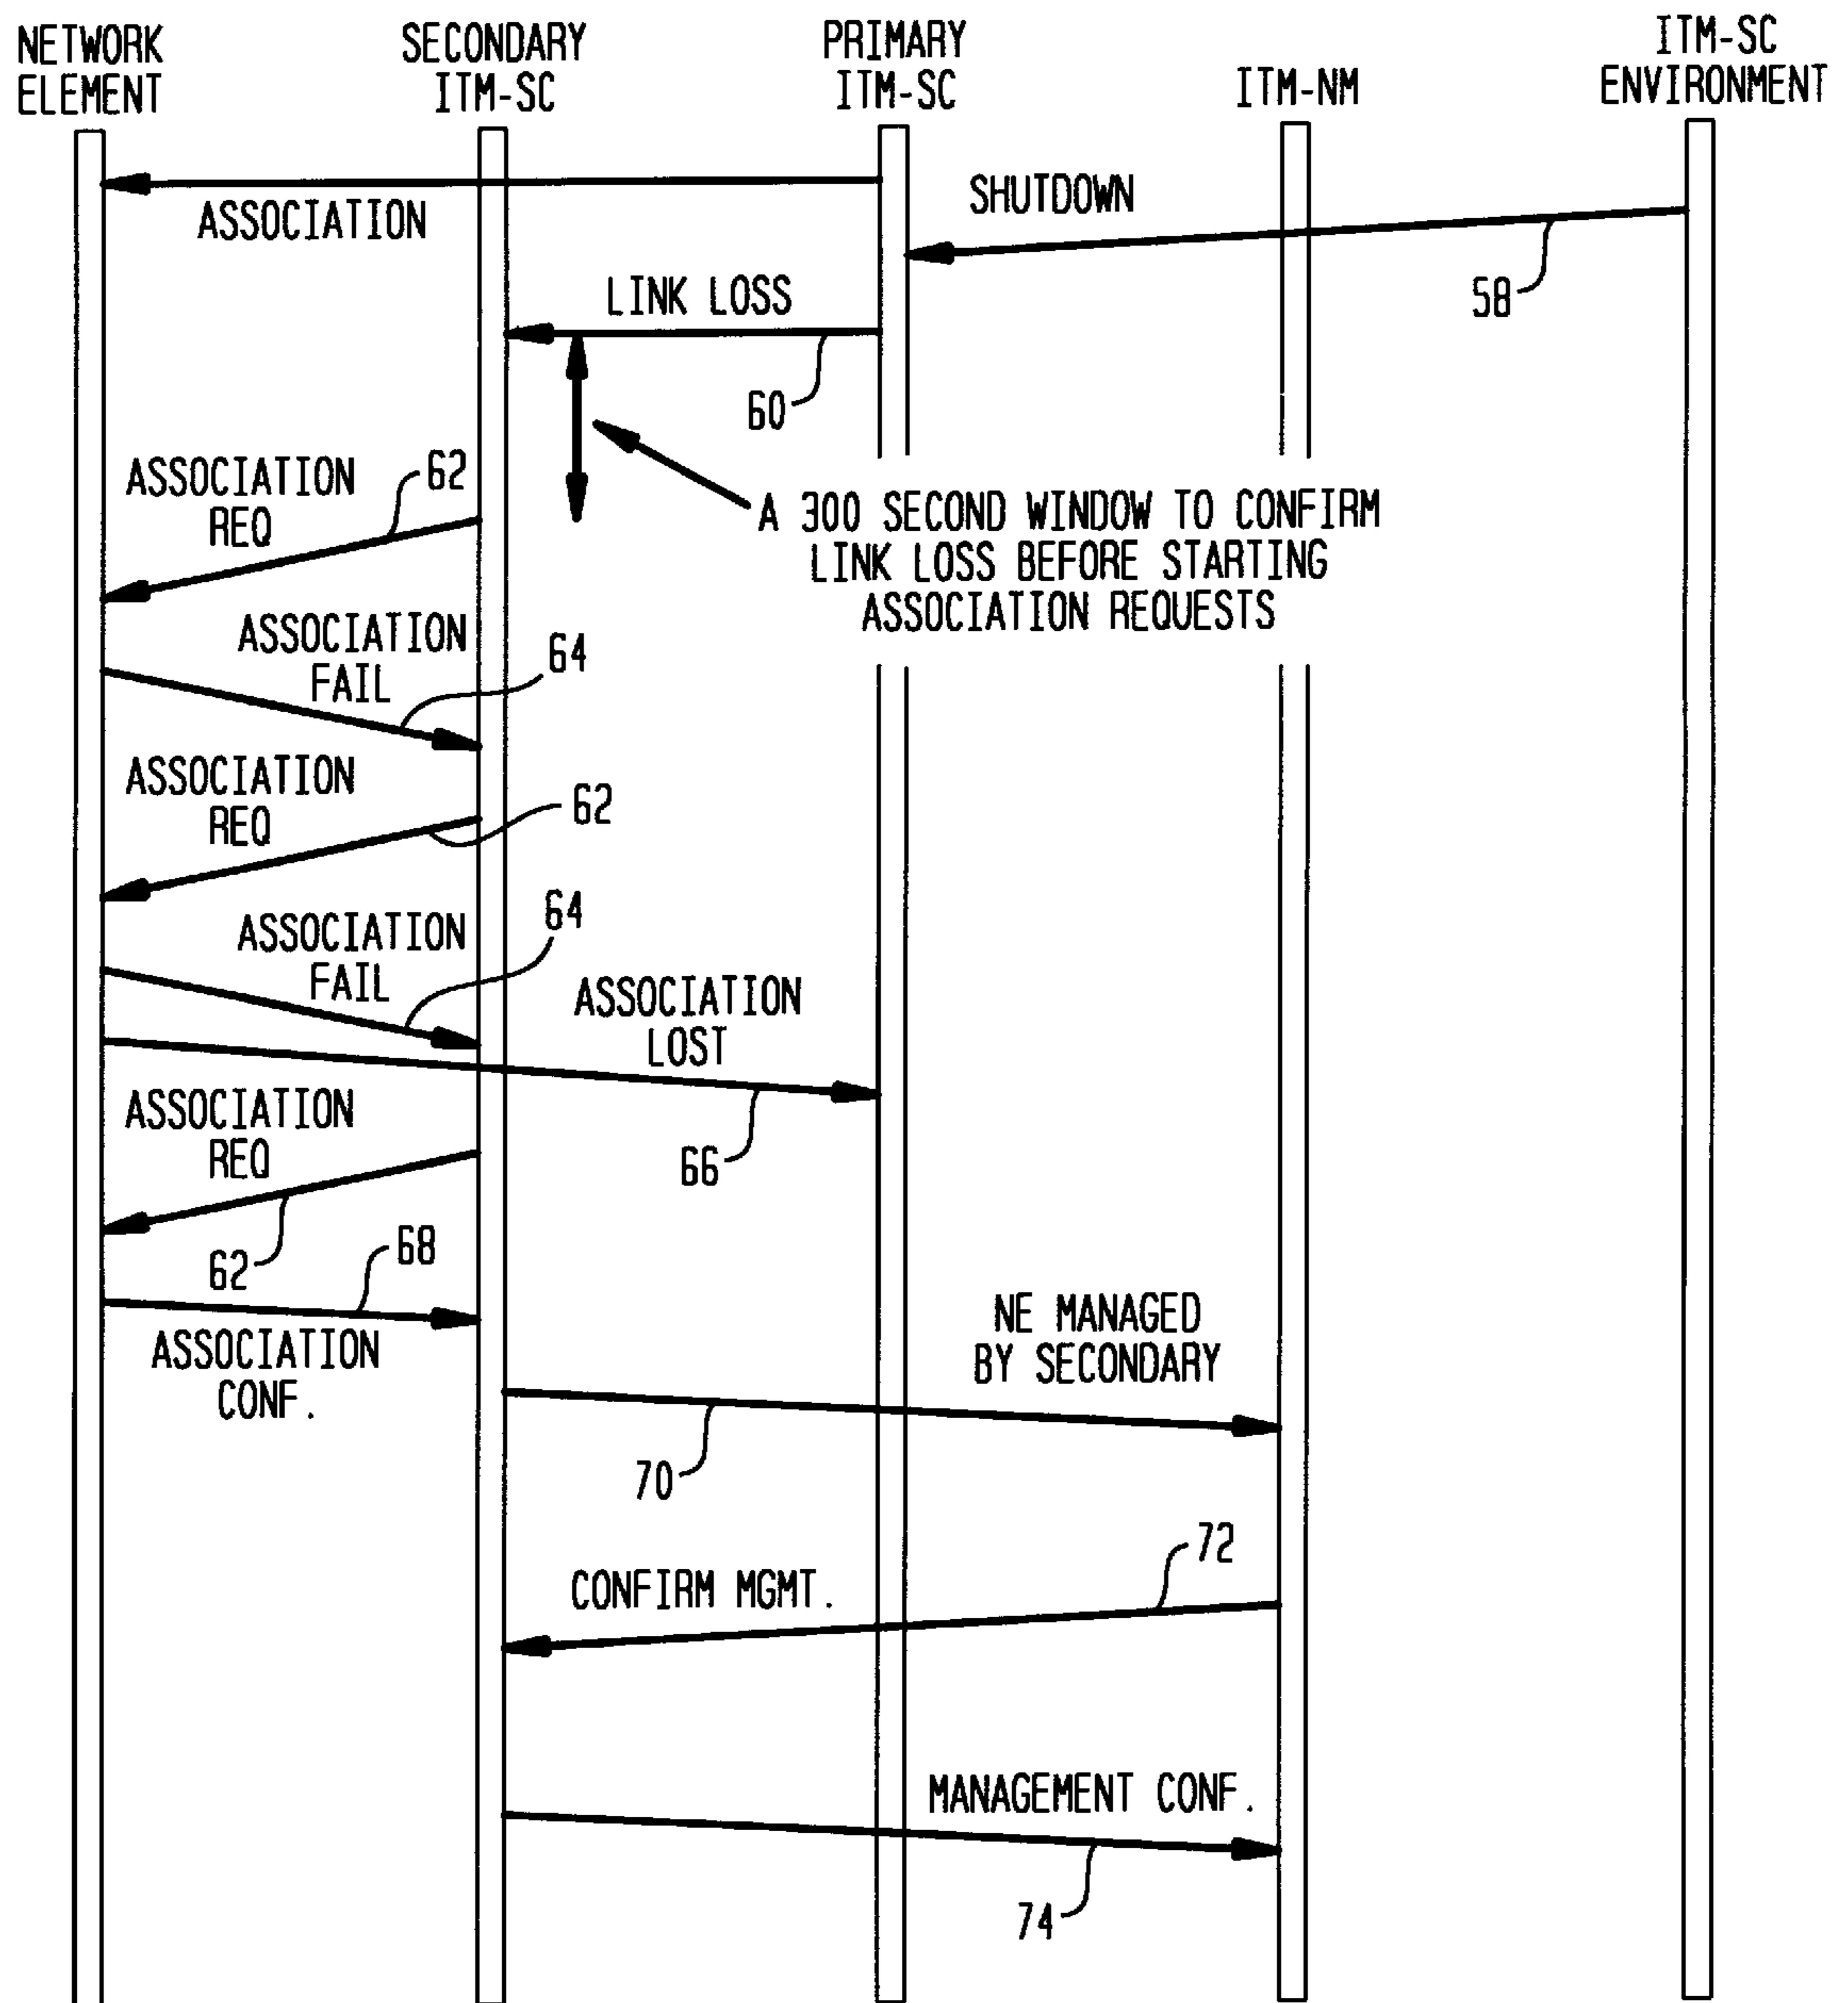 NETWORK
ELEMENT
SECONDARY
ITM-SC
PRIMARY
ITM-SC
ITM-NM
ITM-SC
ENVIRONMENT
ASSOCIATION
SHUTDOWN
58
LINK LOSS
60
A 300 SECOND WINDOW TO CONFIRM
LINK LOSS BEFORE STARTING
ASSOCIATION REQUESTS
ASSOCIATION
REQ
62
ASSOCIATION
FAIL
64
ASSOCIATION
REQ
62
ASSOCIATION
FAIL
64
ASSOCIATION
LOST
66
ASSOCIATION
REQ
62
68
ASSOCIATION
CONF.
NE MANAGED
BY SECONDARY
70
72
CONFIRM MGMT.
MANAGEMENT CONF.
74